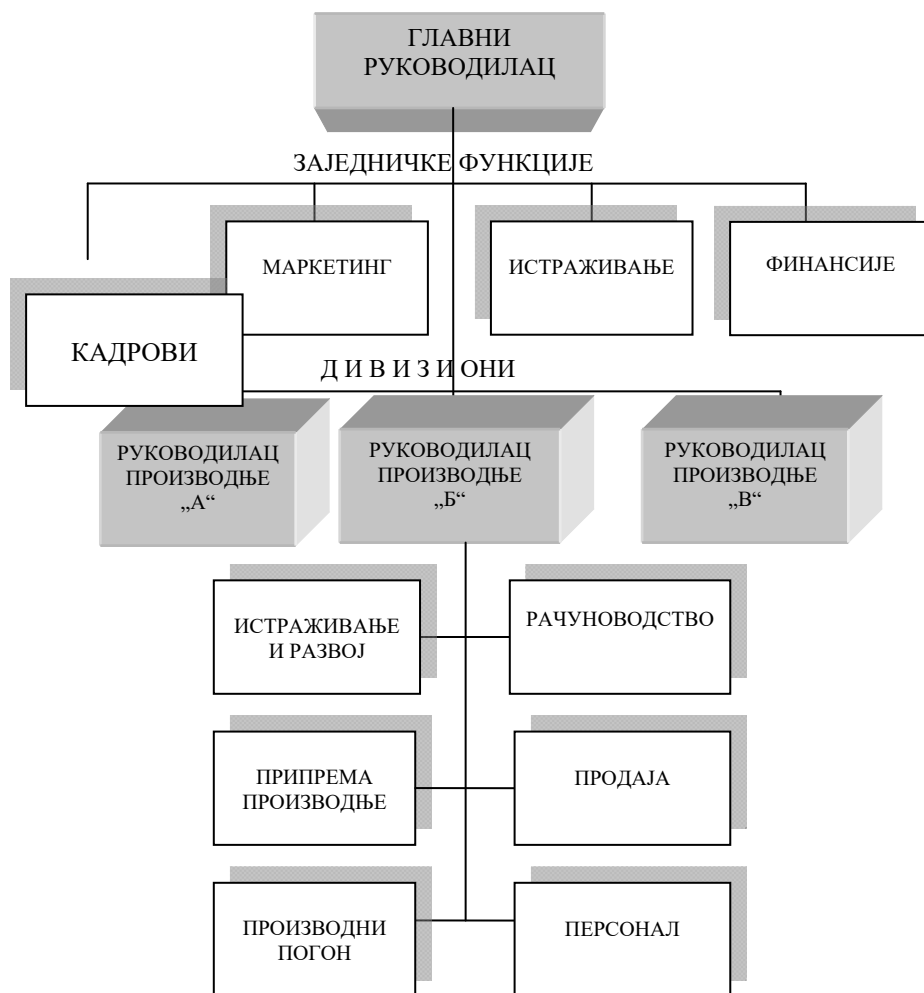 ГЛАВНИ
РУКОВОДИЛАЦ
ЗАЈЕДНИЧКЕ ФУНКЦИЈЕ
МАРКЕТИНГ
ИСТРАЖИВАЊЕ
ФИНАНСИЈЕ
КАДРОВИ
Д И В И З И ОНИ
РУКОВОДИЛАЦ
ПРОИЗВОДЊЕ
„А“
РУКОВОДИЛАЦ
ПРОИЗВОДЊЕ
„Б“
РУКОВОДИЛАЦ
ПРОИЗВОДЊЕ
„В“
ИСТРАЖИВАЊЕ
И РАЗВОЈ
РАЧУНОВОДСТВО
ПРИПРЕМА
ПРОИЗВОДЊЕ
ПРОДАЈА
ПРОИЗВОДНИ
ПОГОН
ПЕРСОНАЛ